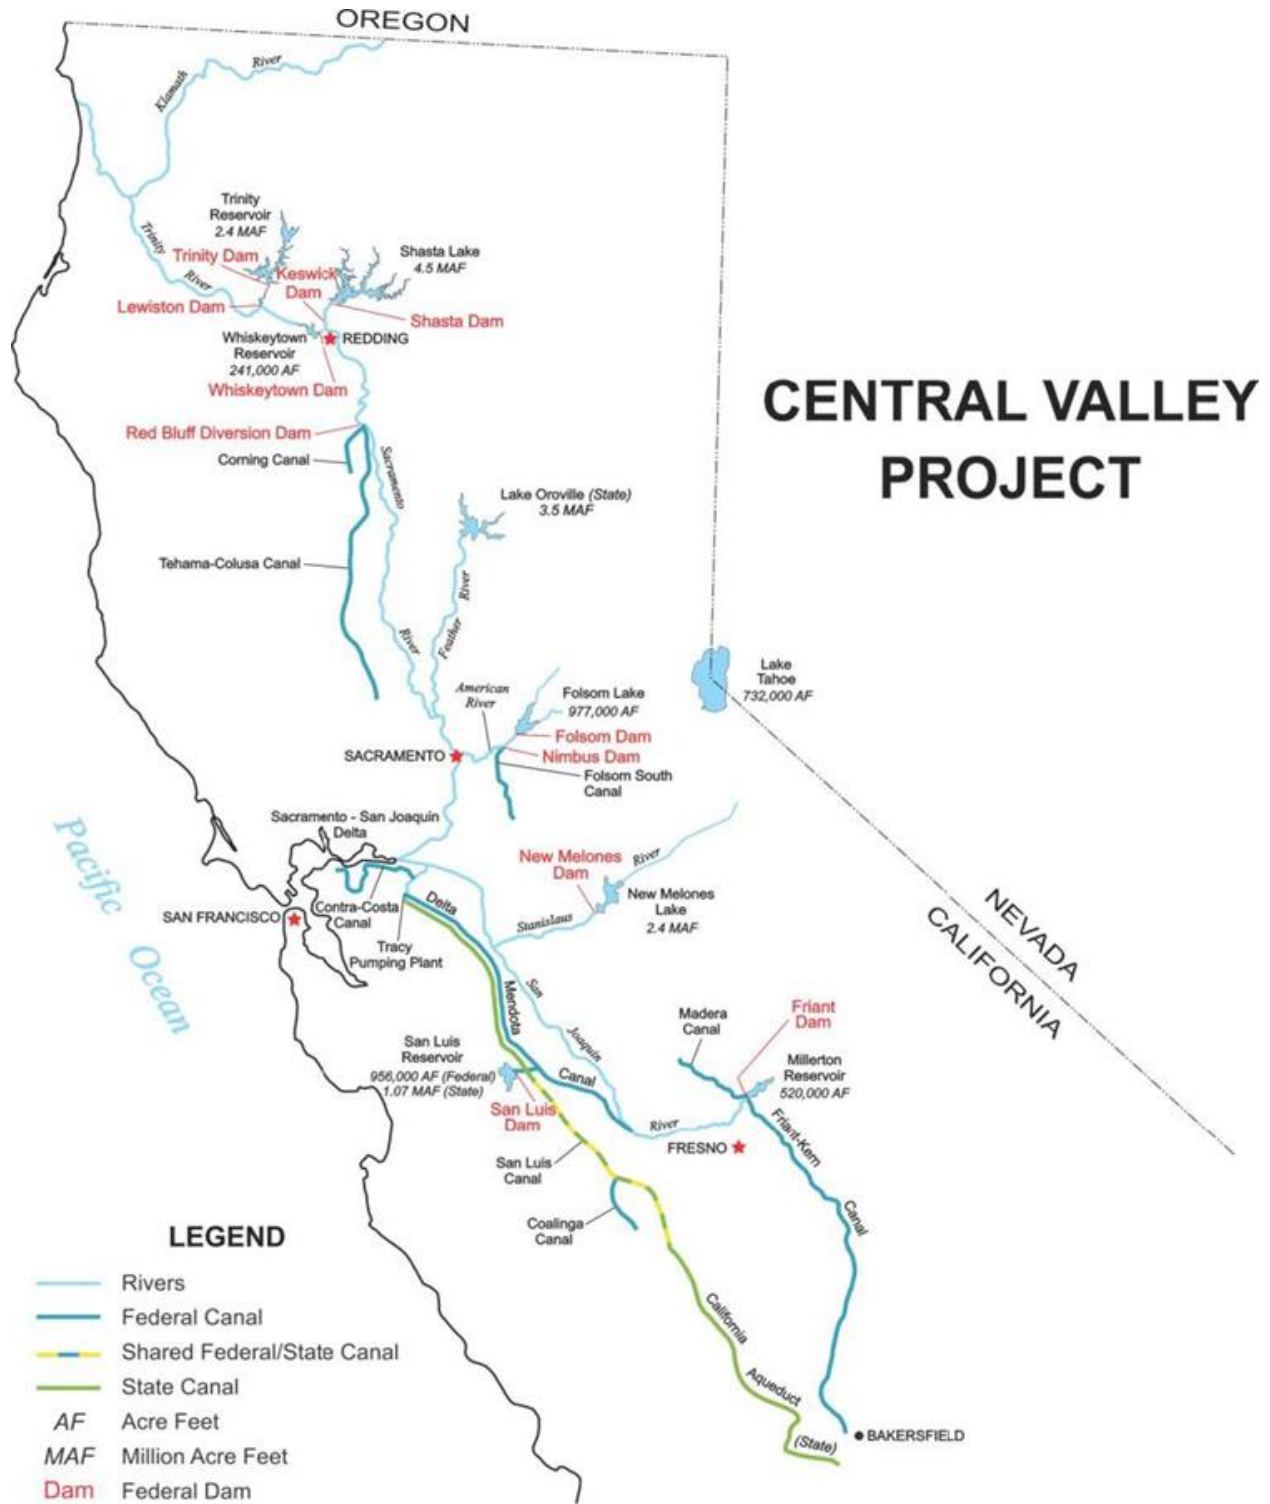 OREGON
Klamath
River
Trinity
Reservoir
2.4 MAF
Trinity
River
Trinity Dam
Keswick
Dam
Shasta Lake
4.5 MAF
Lewiston Dam
Shasta Dam
Whiskeytown
Reservoir
241,000 AF
REDDING
Whiskeytown Dam
CENTRAL VALLEY
PROJECT
Red Bluff Diversion Dam
Corning Canal
Sacramento
River
Lake Oroville (State)
3.5 MAF
Tehama-Colusa Canal
Feather
River
American
River
Folsom Lake
977,000 AF
Lake
Tahoe
732,000 AF
Folsom Dam
SACRAMENTO
Nimbus Dam
Folsom South
Canal
Sacramento - San Joaquin
Delta
Pacific
Ocean
New Melones
Dam
River
New Melones
Lake
2.4 MAF
Stanislaus
SAN FRANCISCO
Contra-Costa
Canal
Delta
Mendota
Canal
Tracy
Pumping Plant
NEVADA
CALIFORNIA
San
Joaquin
River
Madera
Canal
Friant
Dam
San Luis
Reservoir
956,000 AF (Federal)
1.07 MAF (State)
Millerton
Reservoir
520,000 AF
San Luis
Dam
FRESNO
Friant-Kern
Canal
San Luis
Canal
Coalinga
Canal
California
Aqueduct
(State)
BAKERSFIELD
LEGEND
Rivers
Federal Canal
Shared Federal/State Canal
State Canal
AF Acre Feet
MAF Million Acre Feet
Dam Federal Dam